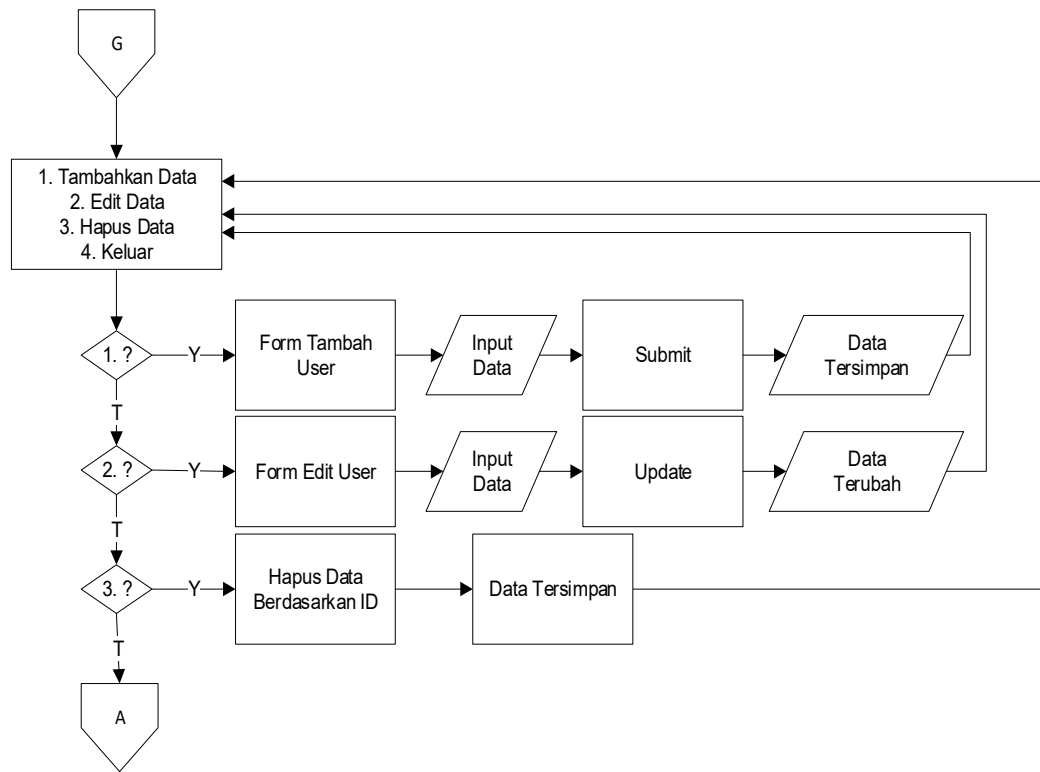 G
1. Tambahkan Data
2. Edit Data
3. Hapus Data
4. Keluar
1. ?
Y
Form Tambah
User
Input
Data
Submit
Data
Tersimpan
T
2. ?
Y
Form Edit User
Input
Data
Update
Data
Terubah
T
3. ?
Y
Hapus Data
Berdasarkan ID
Data Tersimpan
T
A